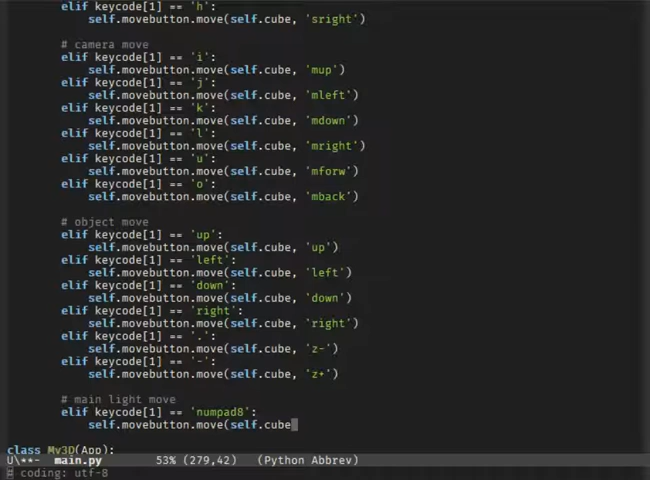 elif keycode[1] == 'h':
self.movebutton.move(self.cube, 'sright')
# camera move
elif keycode[1] == 'i':
self.movebutton.move(self.cube, 'mup')
elif keycode[1] == 'j':
self.movebutton.move(self.cube, 'mleft')
elif keycode[1] == 'k':
self.movebutton.move(self.cube, 'mdown')
elif keycode[1] == 'l':
self.movebutton.move(self.cube, 'mright')
elif keycode[1] == 'u':
self.movebutton.move(self.cube, 'mforw')
elif keycode[1] == 'o':
self.movebutton.move(self.cube, 'mback')
# object move
elif keycode[1] == 'up':
self.movebutton.move(self.cube, 'up')
elif keycode[1] == 'left':
self.movebutton.move(self.cube, 'left')
elif keycode[1] == 'down':
self.movebutton.move(self.cube, 'down')
elif keycode[1] == 'right':
self.movebutton.move(self.cube, 'right')
elif keycode[1] == '.':
self.movebutton.move(self.cube, 'z-')
elif keycode[1] == '-':
self.movebutton.move(self.cube, 'z+')
# main light move
elif keycode[1] == 'numpad8':
self.movebutton.move(self.cube
class My3D(App):
U\**- main.py 53% (279,42) (Python Abbrev)
# coding: utf-8